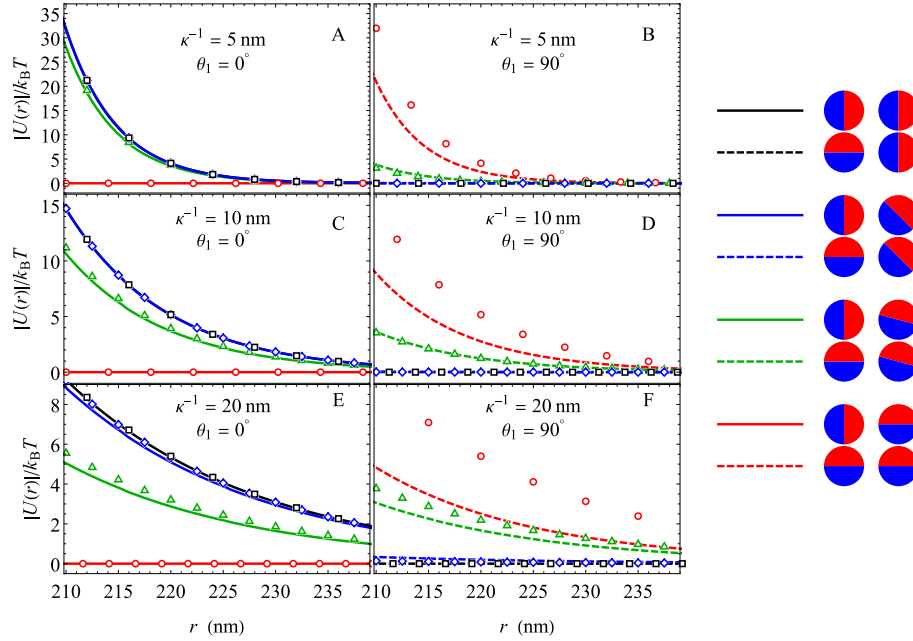 35
30
25
20
15
10
5
0
|U(r)|/k_BT
κ⁻¹ = 5 nm
θ₁ = 0°
A
κ⁻¹ = 5 nm
θ₁ = 90°
B
15
10
5
0
|U(r)|/k_BT
κ⁻¹ = 10 nm
θ₁ = 0°
C
κ⁻¹ = 10 nm
θ₁ = 90°
D
8
6
4
2
0
|U(r)|/k_BT
κ⁻¹ = 20 nm
θ₁ = 0°
E
κ⁻¹ = 20 nm
θ₁ = 90°
F
210 215 220 225 230 235
210 215 220 225 230 235
r (nm)
r (nm)